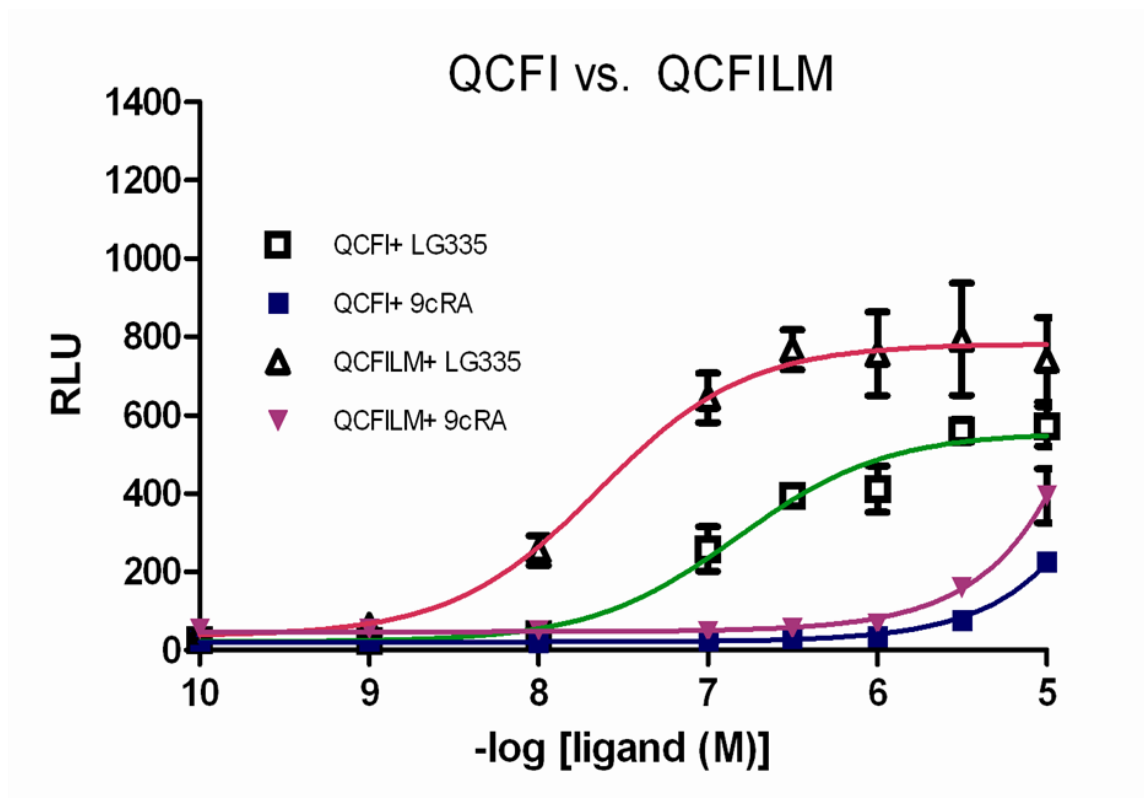 QCFI vs. QCFILM
1400
1200
1000
800
600
400
200
0
RLU
QCFI+ LG335
QCFI+ 9cRA
QCFILM+ LG335
QCFILM+ 9cRA
10 9 8 7 6 5
-log [ligand (M)]